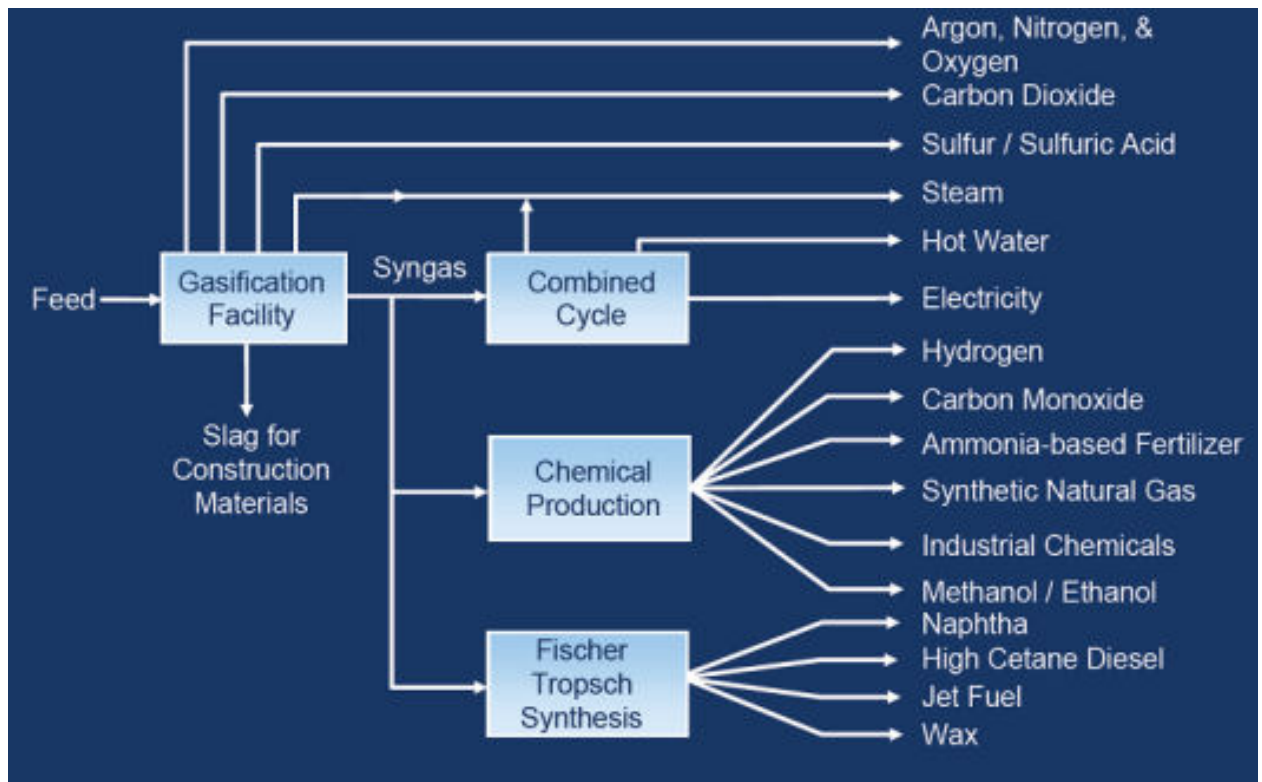 Argon, Nitrogen, &
Oxygen
Carbon Dioxide
Sulfur / Sulfuric Acid
Steam
Hot Water
Feed
Gasification
Facility
Syngas
Combined
Cycle
Electricity
Hydrogen
Carbon Monoxide
Slag for
Construction
Materials
Chemical
Production
Ammonia-based Fertilizer
Synthetic Natural Gas
Industrial Chemicals
Methanol / Ethanol
Fischer
Tropsch
Synthesis
Naphtha
High Cetane Diesel
Jet Fuel
Wax